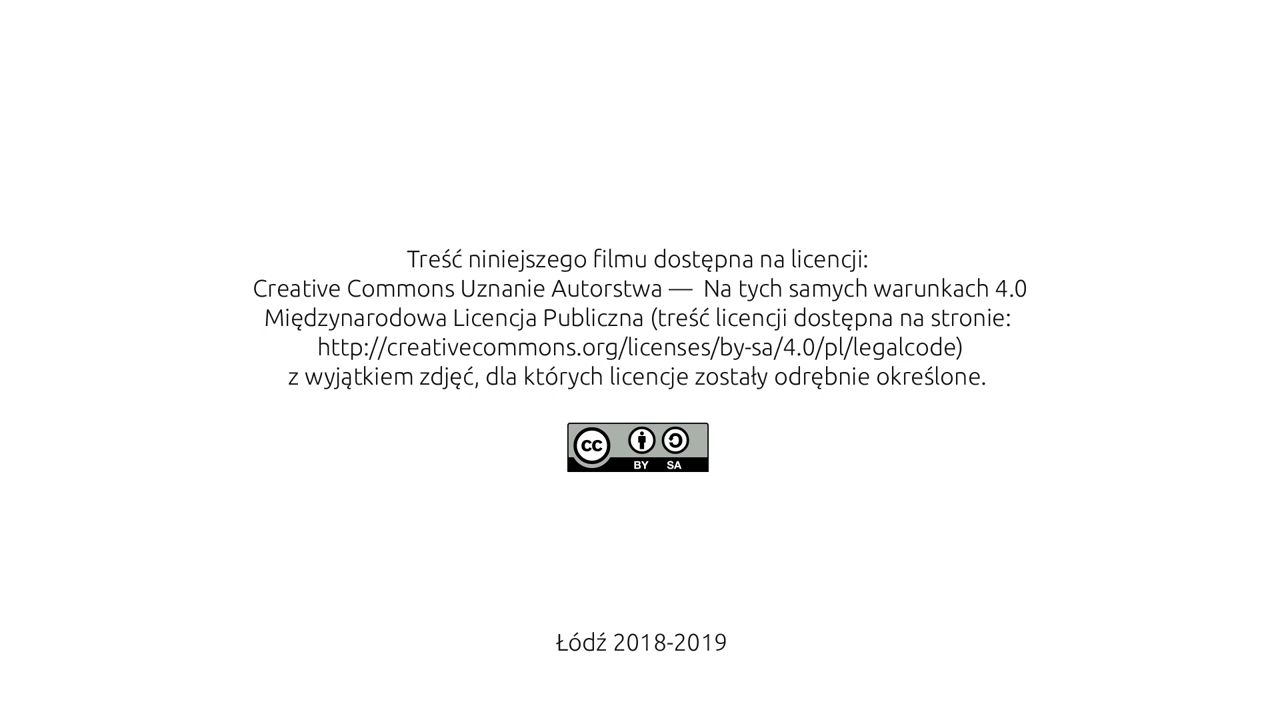 Treść niniejszego filmu dostępna na licencji:
Creative Commons Uznanie Autorstwa — Na tych samych warunkach 4.0
Międzynarodowa Licencja Publiczna (treść licencji dostępna na stronie:
http://creativecommons.org/licenses/by-sa/4.0/pl/legalcode)
z wyjątkiem zdjęć, dla których licencje zostały odrębnie określone.
cc
BY SA
Łódź 2018-2019